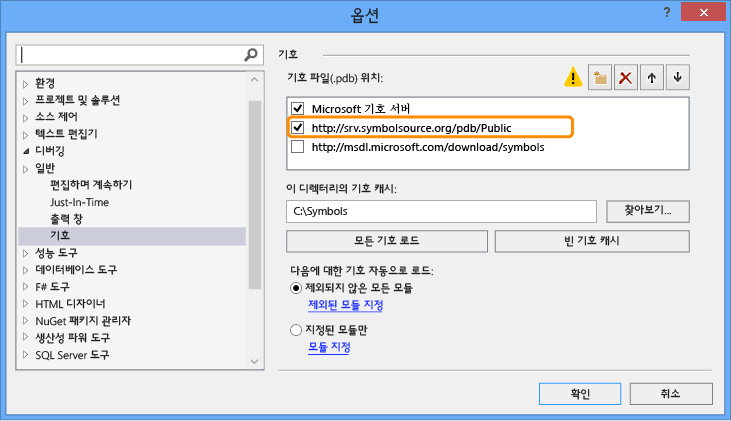 옵션
?
기호
기호 파일(.pdb) 위치:
Microsoft 기호 서버
http://srv.symbolsource.org/pdb/Public
http://msdl.microsoft.com/download/symbols
이 디렉터리의 기호 캐시:
C:\Symbols
찾아보기...
모든 기호 로드
빈 기호 캐시
다음에 대한 기호 자동으로 로드:
제외되지 않은 모든 모듈
제외된 모듈 지정
지정된 모듈만
모듈 지정
환경
프로젝트 및 솔루션
소스 제어
텍스트 편집기
디버깅
일반
편집하며 계속하기
Just-In-Time
출력 창
기호
성능 도구
데이터베이스 도구
F# 도구
HTML 디자이너
NuGet 패키지 관리자
생산성 파워 도구
SQL Server 도구
확인
취소